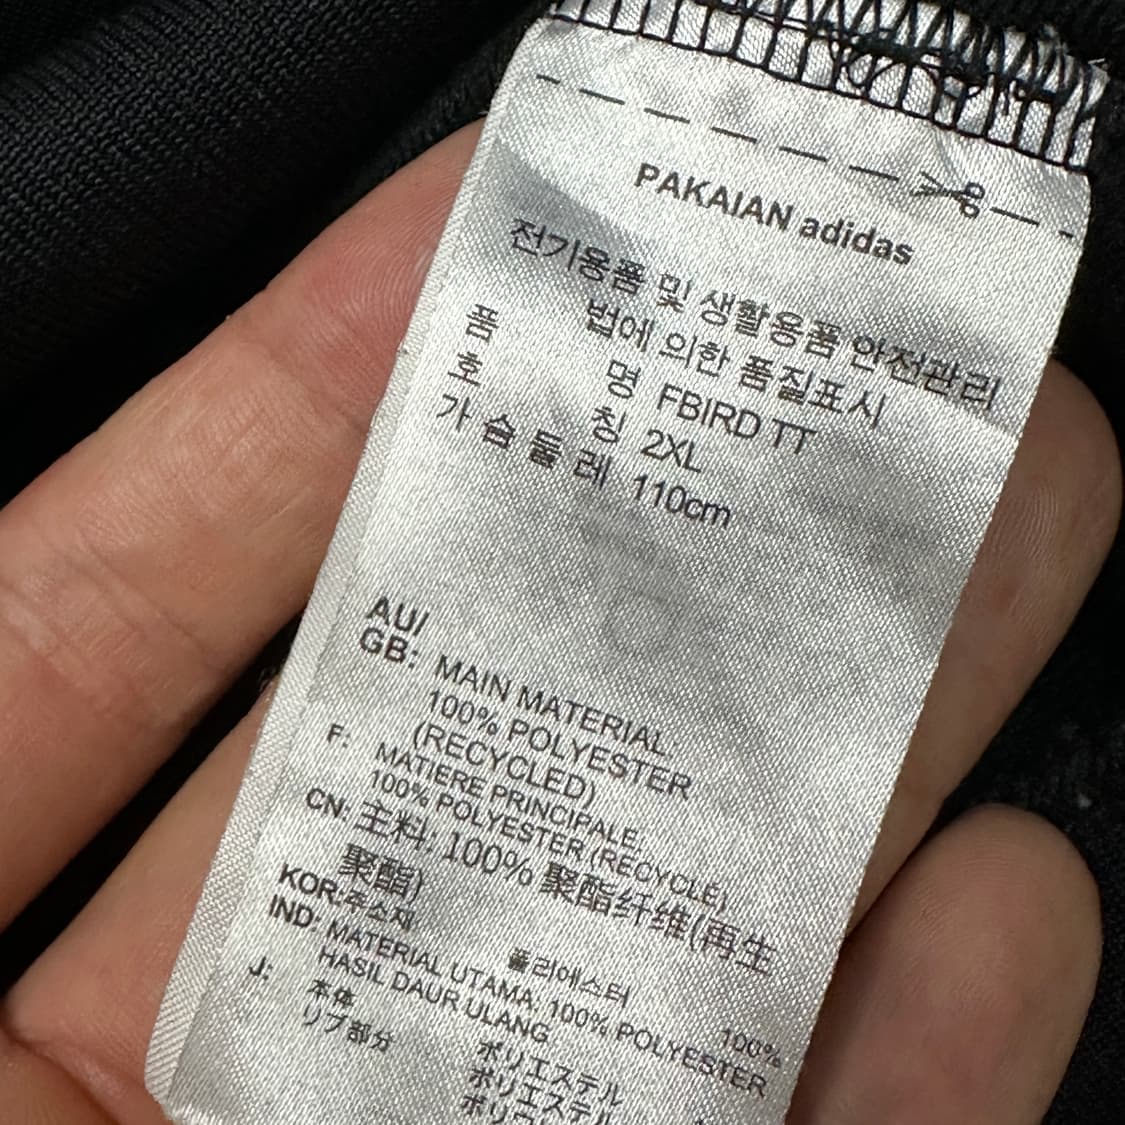 PAKAIAN adidas
전기용품 및 생활용품 안전관리
법에 의한 품질표시
품 명 FBIRD TT
호 칭 2XL
가 슴 둘 레 110cm
AU/
GB: MAIN MATERIAL
100% POLYESTER
(RECYCLED)
F: MATIERE PRINCIPALE,
100% POLYESTER (RECYCLE)
CN: 主料: 100% 聚酯纤维(再生
聚酯)
KOR:주소재
폴리에스터 100%
IND: MATERIAL UTAMA: 100% POLYESTER
HASIL DAUR ULANG
J: 本体 ポリエステル
リブ部分 ポリエステル